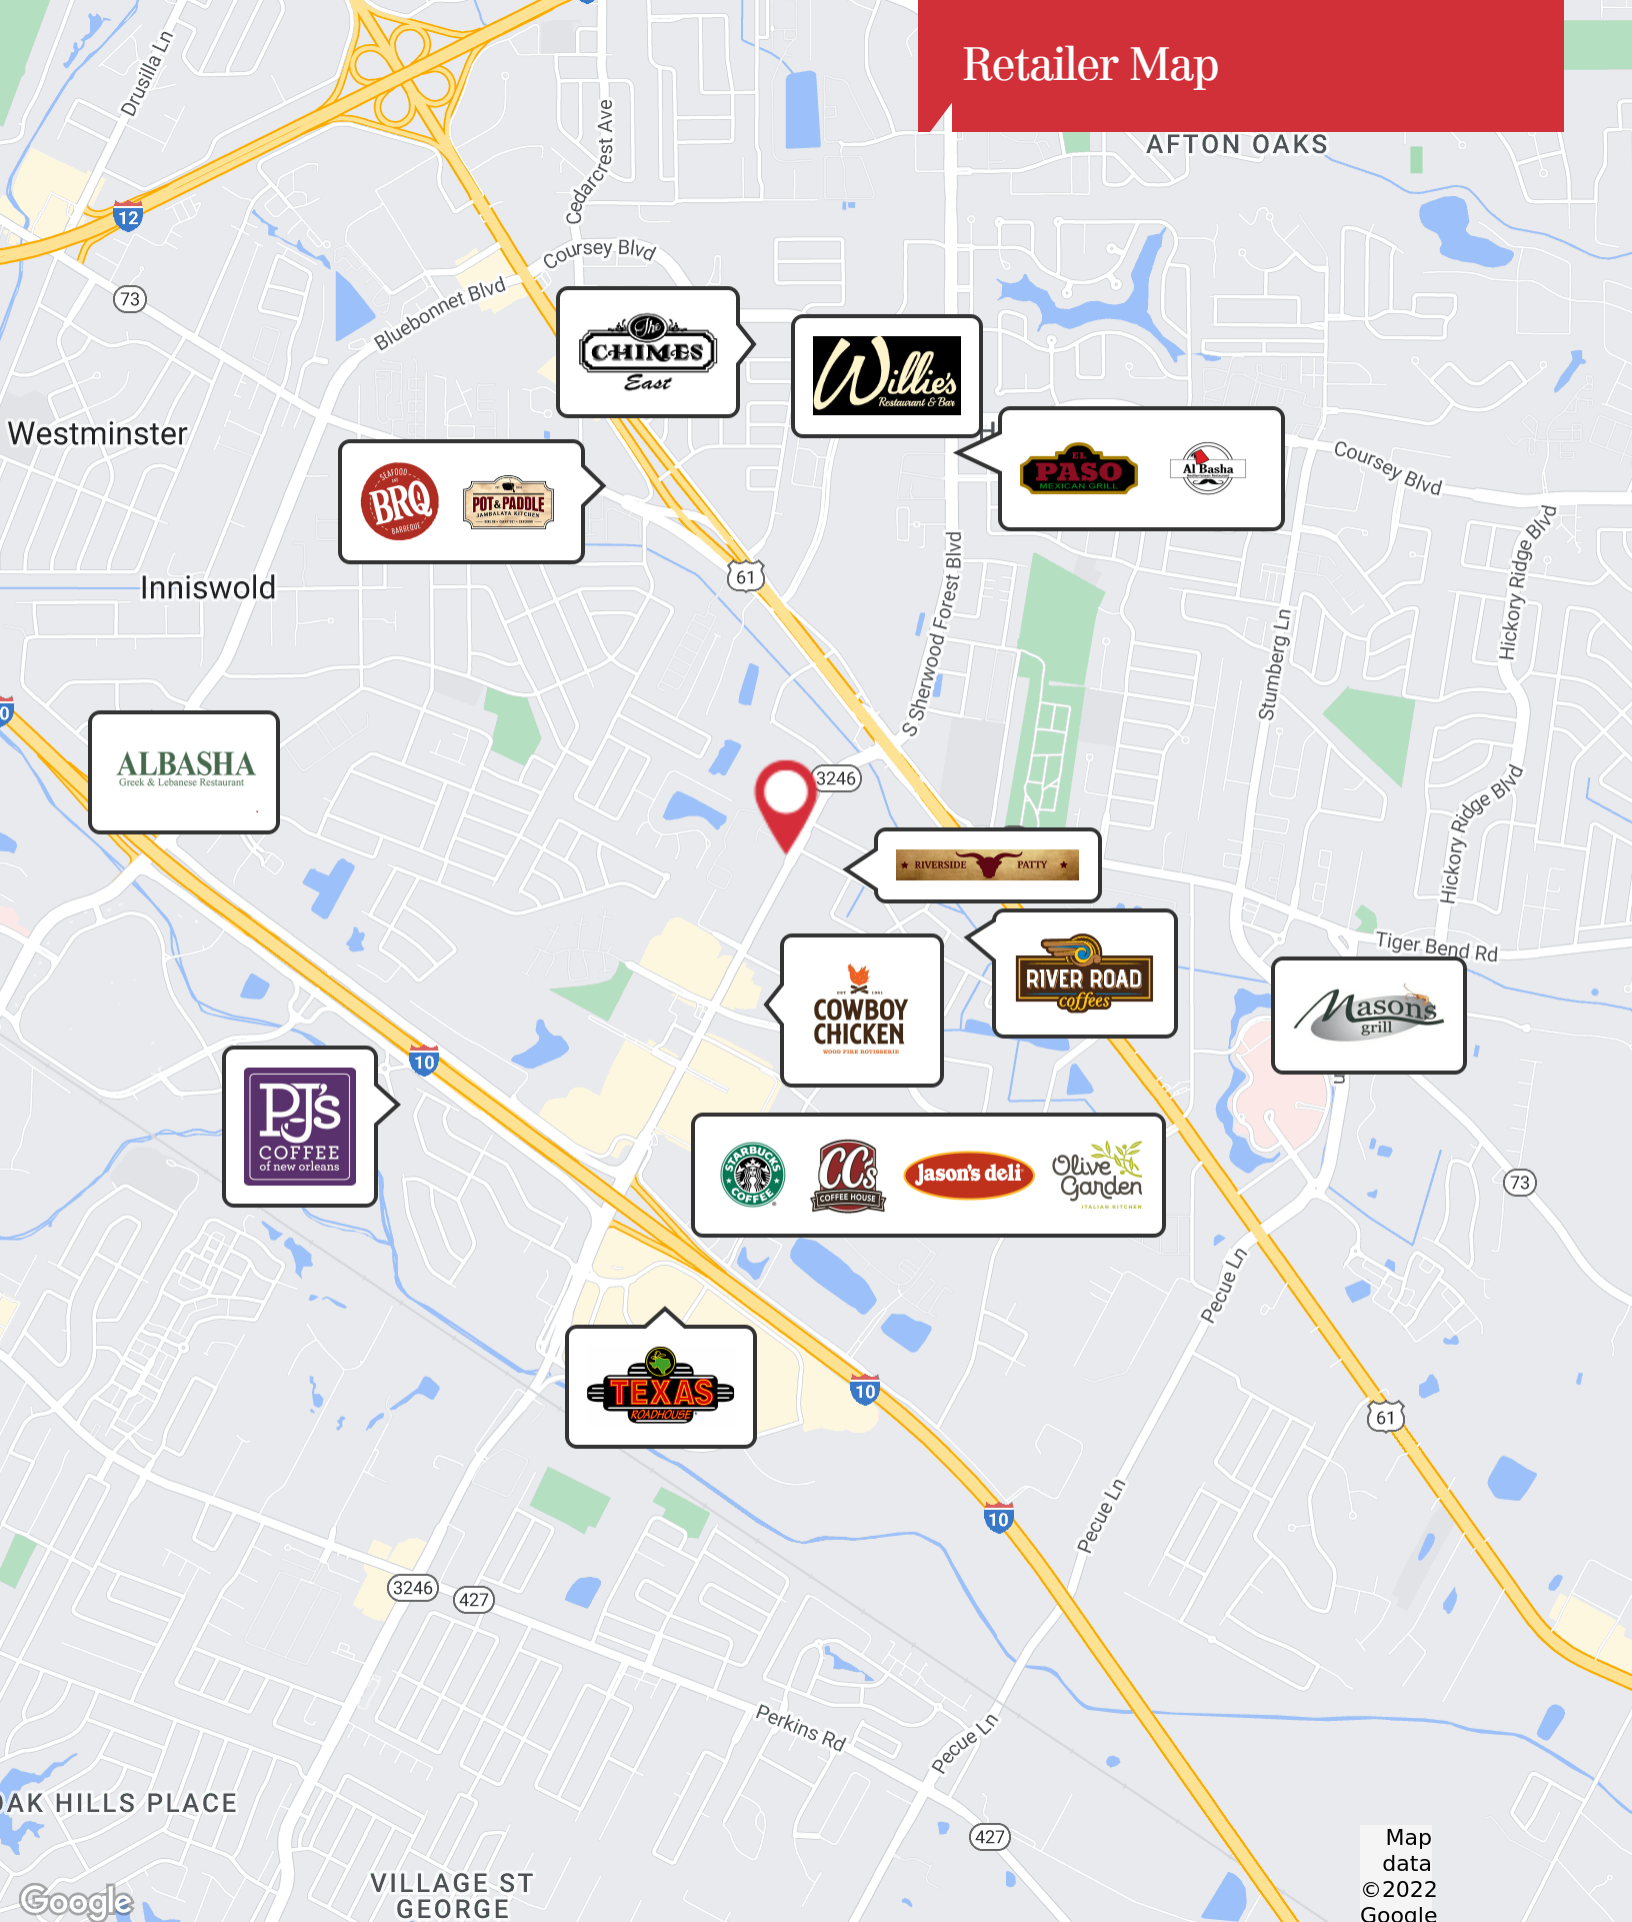 Retailer Map
AFTON OAKS
Drusilla Ln
Cedarcrest Ave
12
Coursey Blvd
73
Bluebonnet Blvd
The
CHIMES
East
Willie's
Restaurant & Bar
Westminster
H
EL
PASO
MEXICAN GRILL
Al Basha
Coursey Blvd
SEAFOOD
AND
BRQ
BARBEQUE
POT & PADDLE
JAMBALAYA KITCHEN
Hickory Ridge Blvd
S Sherwood Forest Blvd
61
Inniswold
Stumberg Ln
0
ALBASHA
Greek & Lebanese Restaurant
3246
Hickory Ridge Blvd
RIVERSIDE PATTY
Tiger Bend Rd
RIVER ROAD
coffees
COWBOY
CHICKEN
WOOD FIRE ROTISSERIE
Mason's
grill
10
PJ's
COFFEE
of new orleans
STARBUCKS
COFFEE
CC's
COFFEE HOUSE
Jason's deli
Olive
Garden
ITALIAN KITCHEN
73
Pecue Ln
TEXAS
ROADHOUSE
10
61
Pecue Ln
10
3246
427
Perkins Rd
Pecue Ln
OAK HILLS PLACE
427
VILLAGE ST
GEORGE
Google
Map
data
©2022
Google